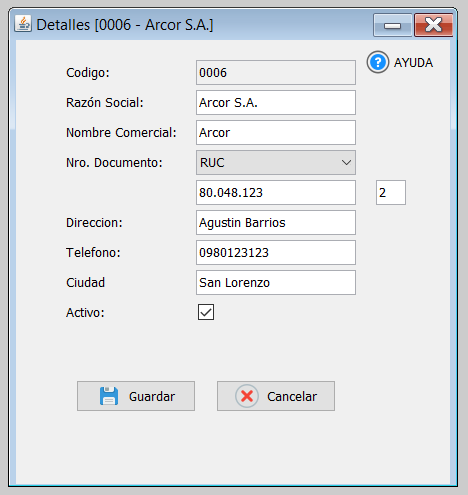 Detalles [0006 - Arcor S.A.]
Codigo: 0006 ? AYUDA
Razón Social: Arcor S.A.
Nombre Comercial: Arcor
Nro. Documento: RUC
80.048.123 2
Direccion: Agustin Barrios
Telefono: 0980123123
Ciudad San Lorenzo
Activo:
Guardar Cancelar